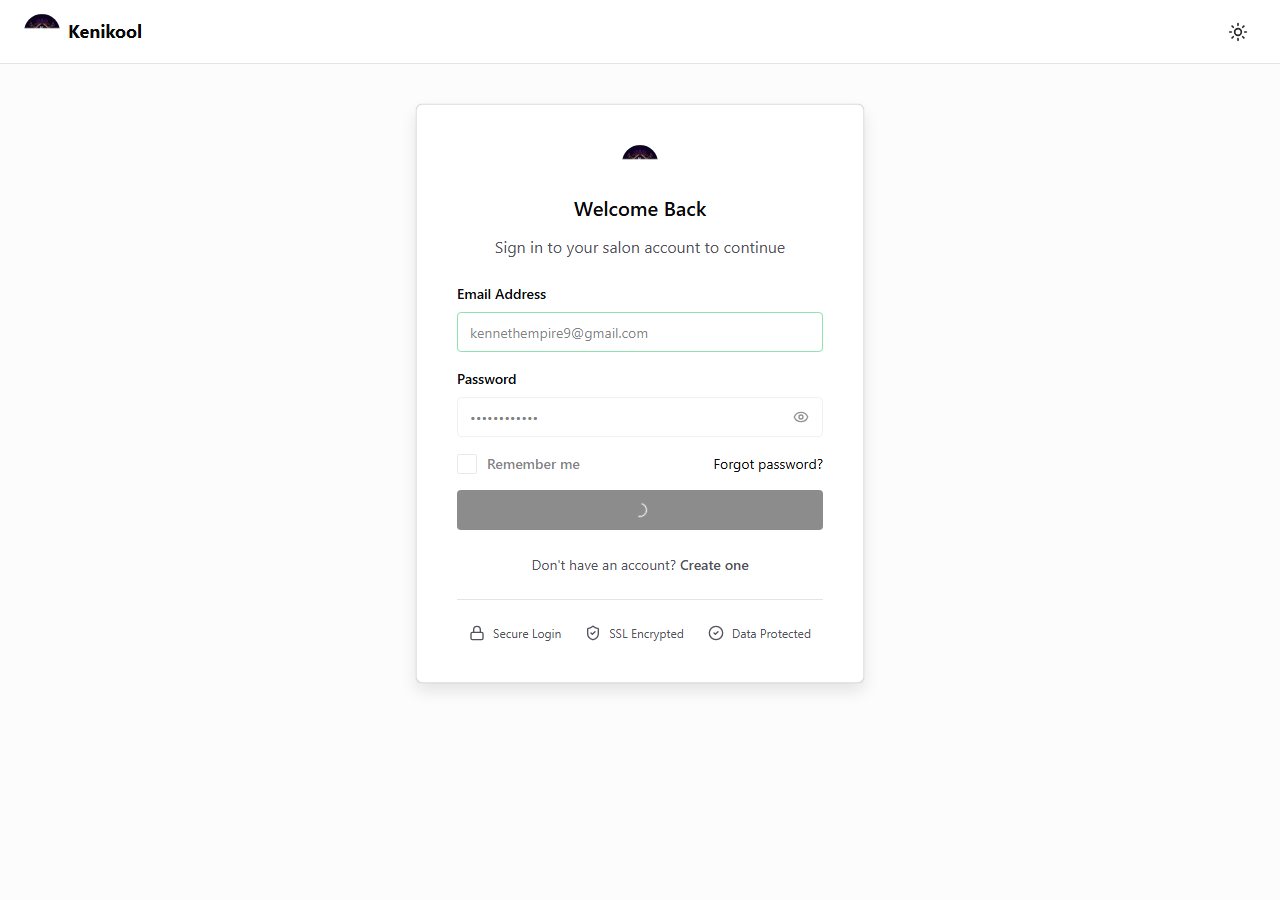 Kenikool
Welcome Back
Sign in to your salon account to continue
Email Address
kennethempire9@gmail.com
Password
••••••••••••
Remember me
Forgot password?
Don't have an account? Create one
Secure Login
SSL Encrypted
Data Protected